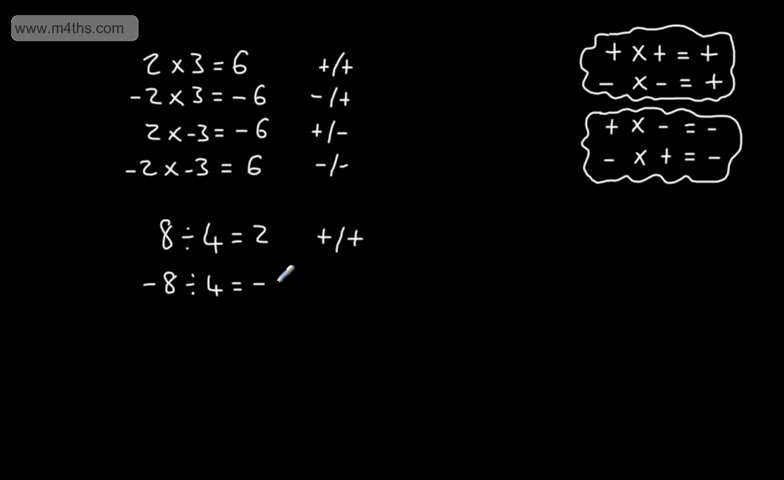 www.m4ths.com
2 x 3 = 6 +/+
-2 x 3 = -6 -/+
2 x -3 = -6 +/-
-2 x -3 = 6 -/-
8 ÷ 4 = 2 +/+
-8 ÷ 4 = -
+ x + = +
- x - = +
+ x - = -
- x + = -